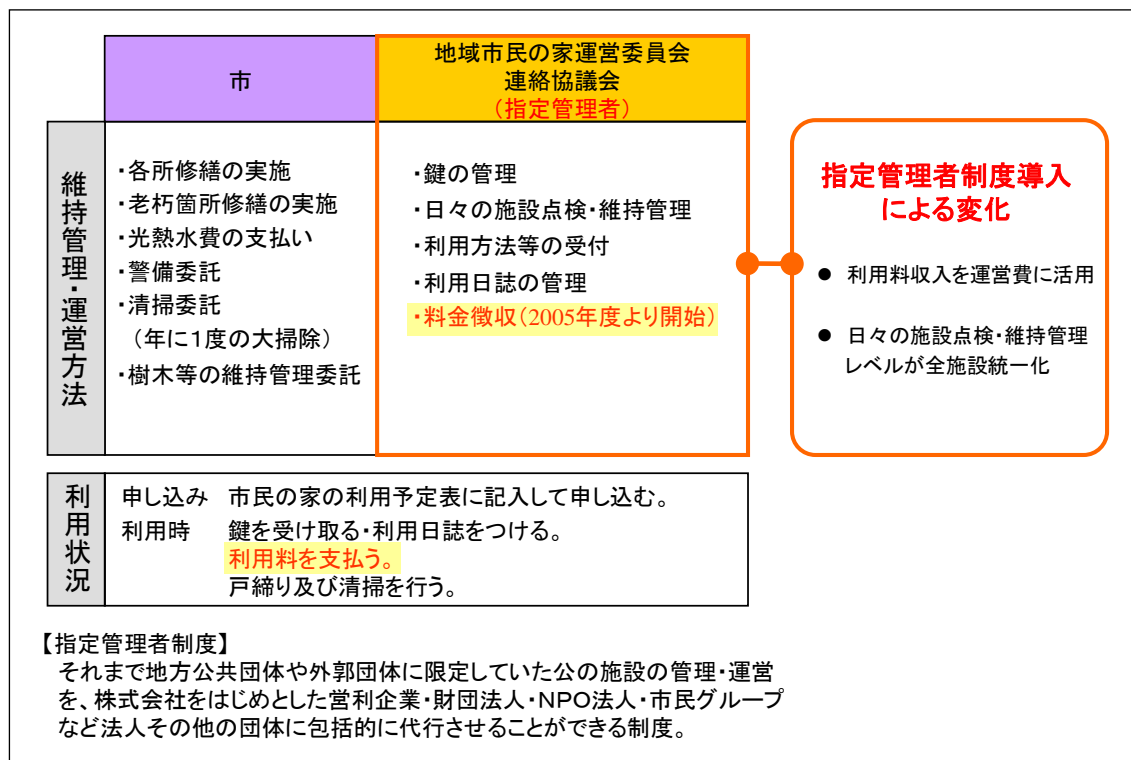 市
地域市民の家運営委員会
連絡協議会
（指定管理者）
維持管理・運営方法
・各所修繕の実施
・老朽箇所修繕の実施
・光熱水費の支払い
・警備委託
・清掃委託
（年に１度の大掃除）
・樹木等の維持管理委託
・鍵の管理
・日々の施設点検・維持管理
・利用方法等の受付
・利用日誌の管理
・料金徴収（2005年度より開始）
指定管理者制度導入
による変化
● 利用料収入を運営費に活用
● 日々の施設点検・維持管理
レベルが全施設統一化
利用状況
申し込み 市民の家の利用予定表に記入して申し込む。
利用時 鍵を受け取る・利用日誌をつける。
利用料を支払う。
戸締り及び清掃を行う。
【指定管理者制度】
それまで地方公共団体や外郭団体に限定していた公の施設の管理・運営
を、株式会社をはじめとした営利企業・財団法人・NPO法人・市民グループ
など法人その他の団体に包括的に代行させることができる制度。